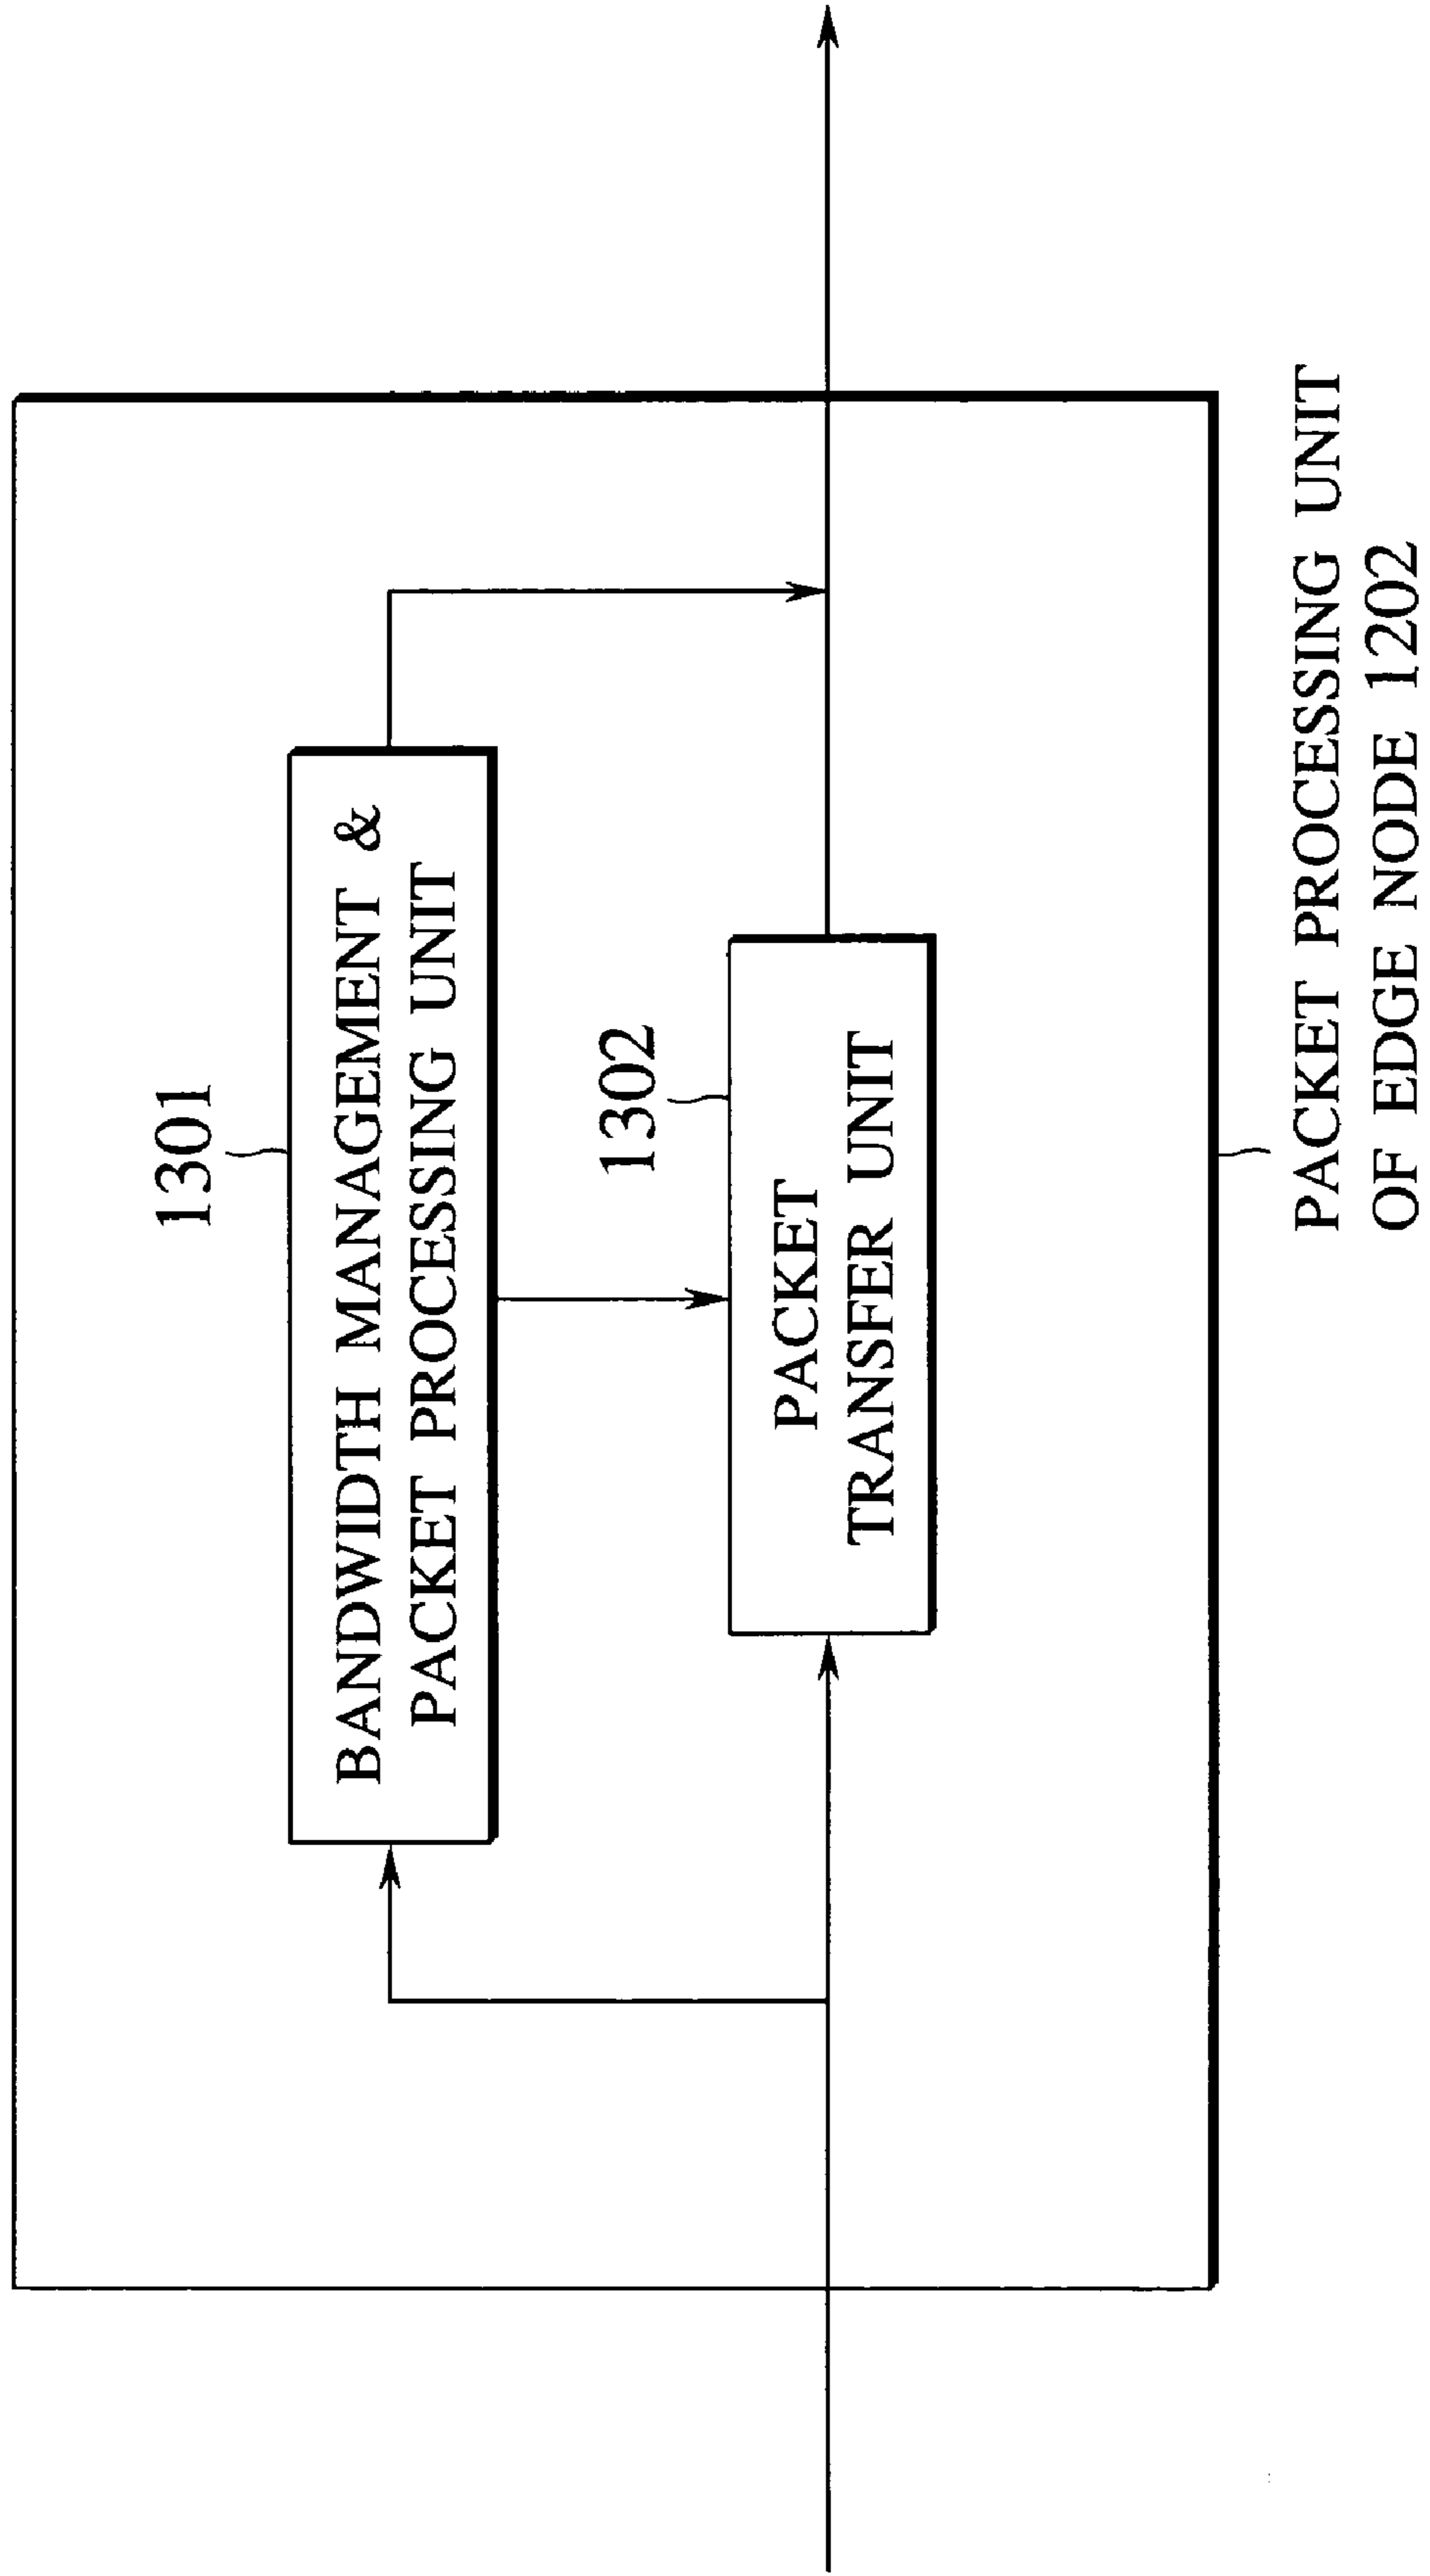 1301
BANDWIDTH MANAGEMENT &
PACKET PROCESSING UNIT
1302
PACKET
TRANSFER UNIT
PACKET PROCESSING UNIT
OF EDGE NODE 1202